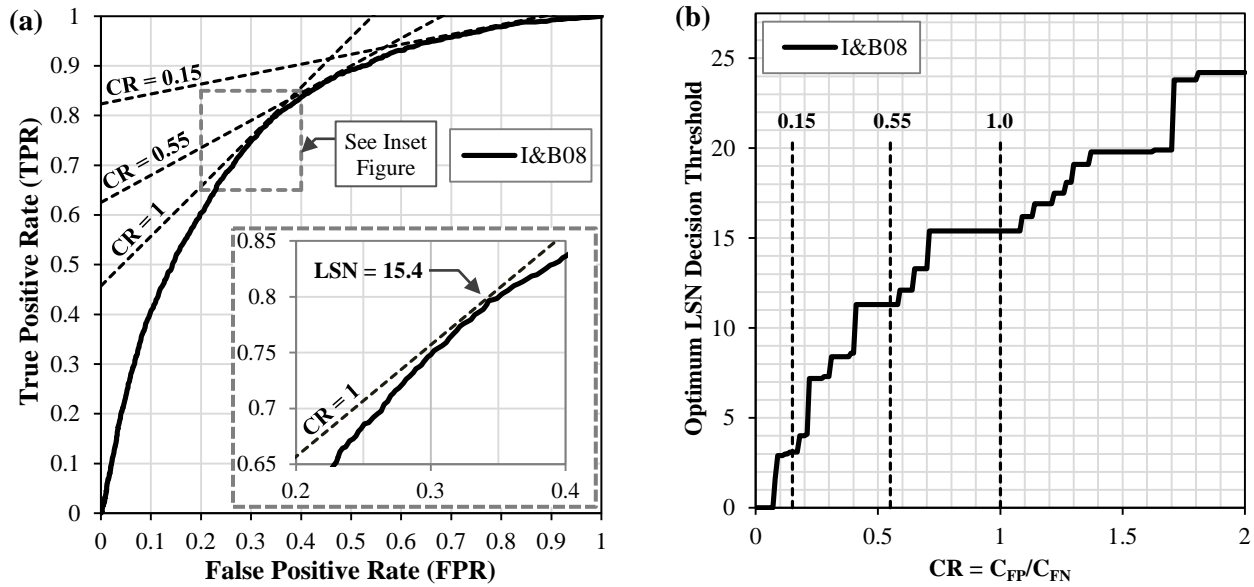 (a)
1
0.9
0.8
0.7
0.6
0.5
0.4
0.3
0.2
0.1
0
True Positive Rate (TPR)
CR = 0.15
CR = 0.55
CR = 1
See Inset
Figure
I&B08
0.85
0.8
0.75
0.7
0.65
LSN = 15.4
CR = 1
0.2
0.3
0.4
0
0.1
0.2
0.3
0.4
0.5
0.6
0.7
0.8
0.9
1
False Positive Rate (FPR)
(b)
25
20
15
10
5
0
Optimum LSN Decision Threshold
I&B08
0.15
0.55
1.0
0
0.5
1
1.5
2
CR = C_FP/C_FN